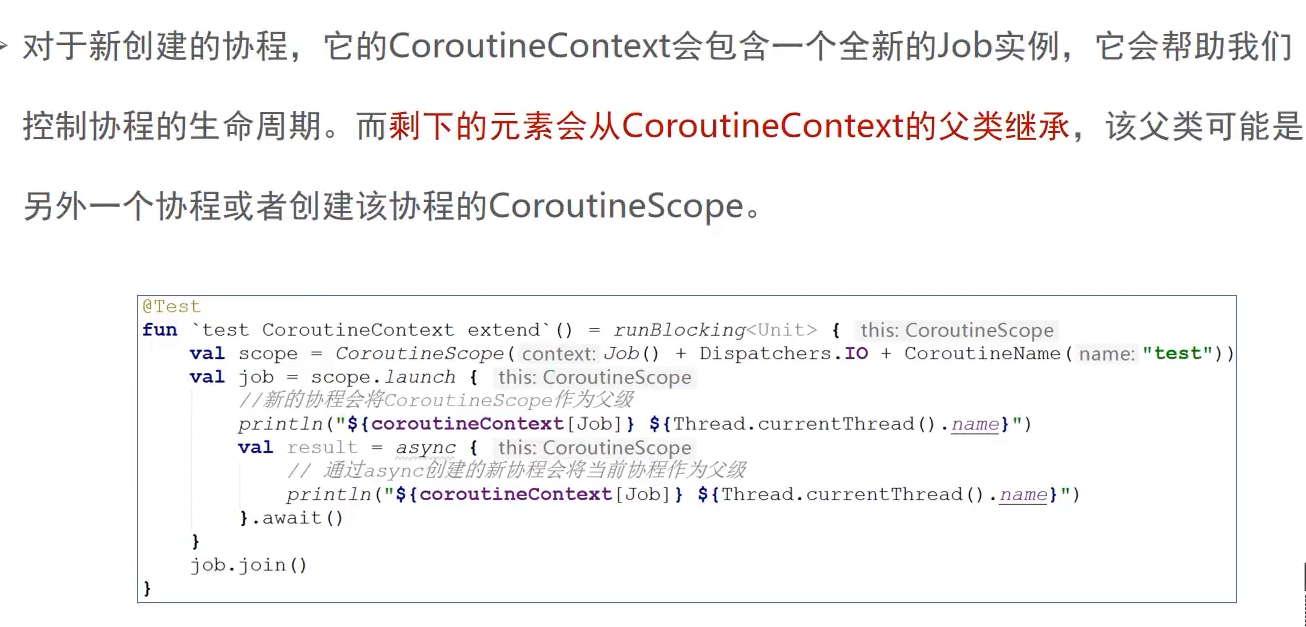 对于新创建的协程，它的CoroutineContext会包含一个全新的Job实例，它会帮助我们
控制协程的生命周期。而剩下的元素会从CoroutineContext的父类继承，该父类可能是
另外一个协程或者创建该协程的CoroutineScope。
@Test
fun `test CoroutineContext extend`() = runBlocking<Unit> { this: CoroutineScope
    val scope = CoroutineScope( context: Job() + Dispatchers.IO + CoroutineName( name: "test"))
    val job = scope.launch { this: CoroutineScope
        //新的协程会将CoroutineScope作为父级
        println("${coroutineContext[Job]} ${Thread.currentThread().name}")
        val result = async { this: CoroutineScope
            // 通过async创建的新协程会将当前协程作为父级
            println("${coroutineContext[Job]} ${Thread.currentThread().name}")
        }.await()
    }
    job.join()
}